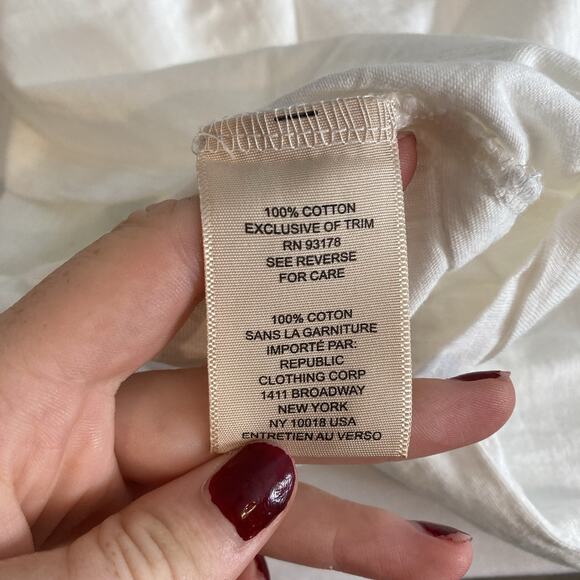 100% COTTON
EXCLUSIVE OF TRIM
RN 93178
SEE REVERSE
FOR CARE
100% COTON
SANS LA GARNITURE
IMPORTÉ PAR:
REPUBLIC
CLOTHING CORP
1411 BROADWAY
NEW YORK
NY 10018 USA
ENTRETIEN AU VERSO